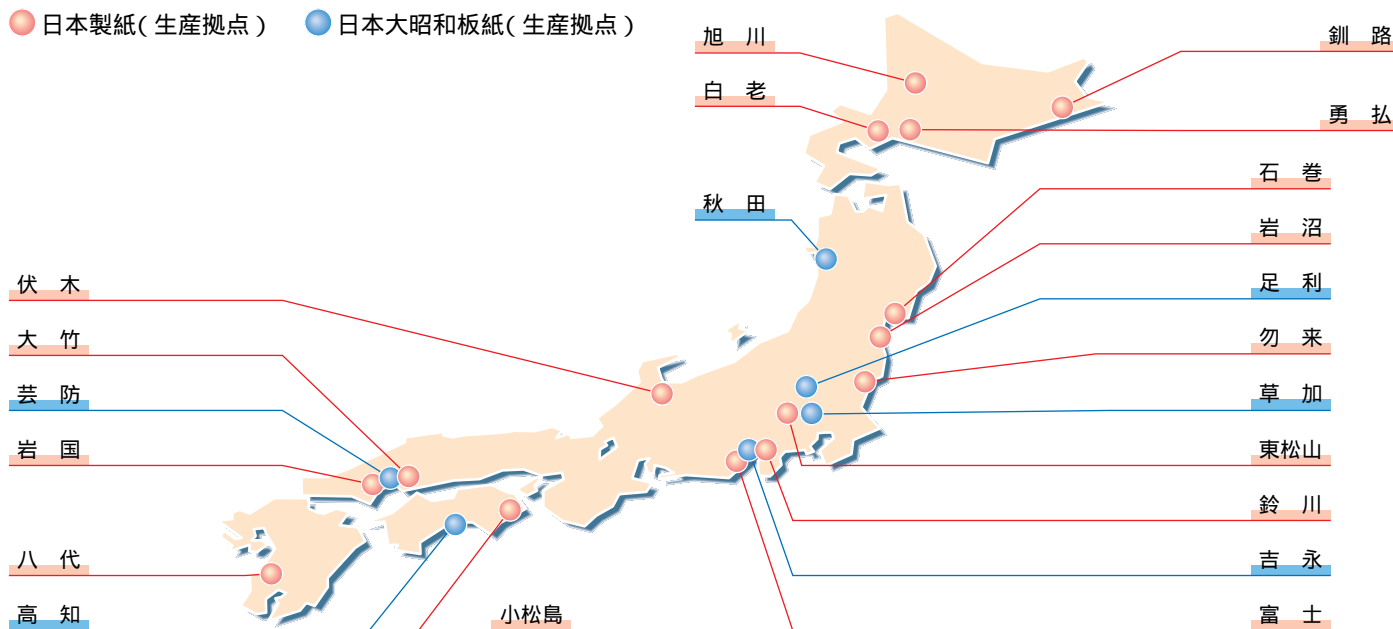 日本製紙(生産拠点) 日本大昭和板紙(生産拠点)
旭川
釧路
白老
勇払
石巻
秋田
岩沼
伏木
足利
大竹
勿来
芸防
草加
岩国
東松山
鈴川
八代
吉永
高知
小松島
富士